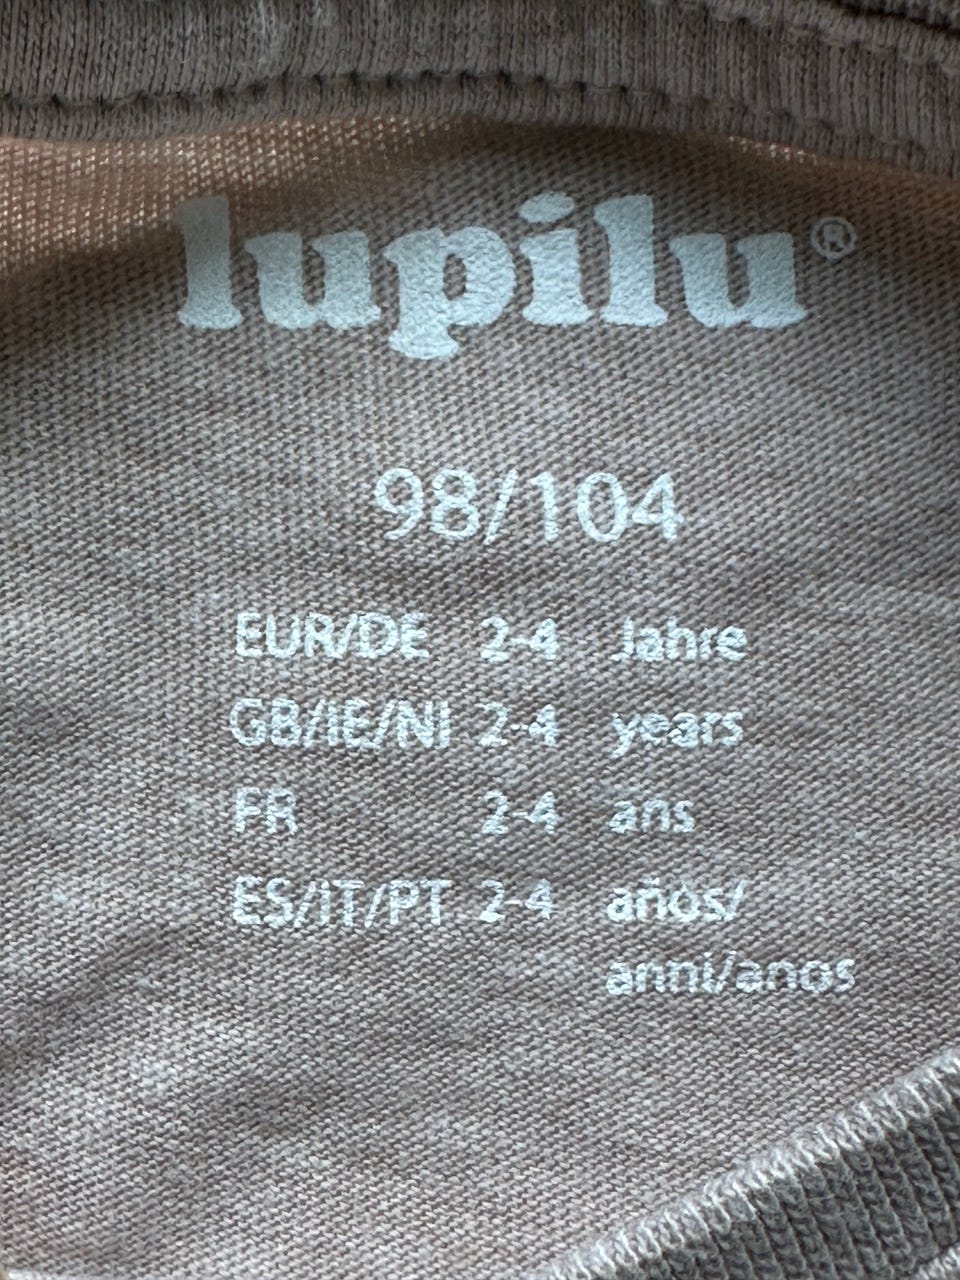 lupilu®
98/104
EUR/DE 2-4 Jahre
GB/IE/NI 2-4 years
FR 2-4 ans
ES/IT/PT 2-4 años/
anni/anos